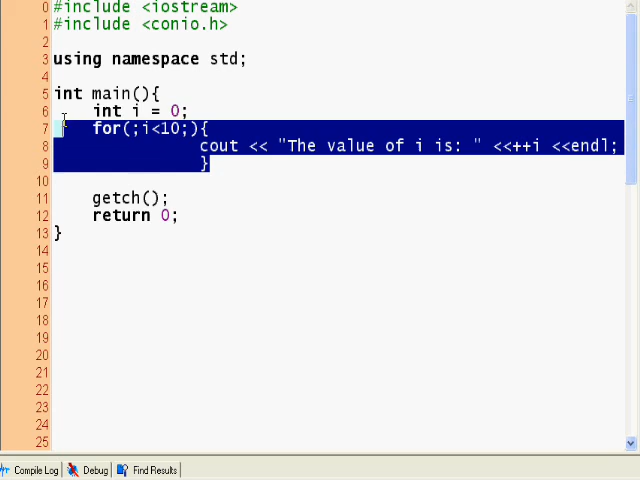 0 #include <iostream>
1 #include <conio.h>
2
3 using namespace std;
4
5 int main(){
6 int i = 0;
7 for(;i<10;){
8 cout << "The value of i is: " <<++i <<endl;
9 }
10
11 getch();
12 return 0;
13 }
14
15
16
17
18
19
20
21
22
23
24
25
Compile Log Debug Find Results